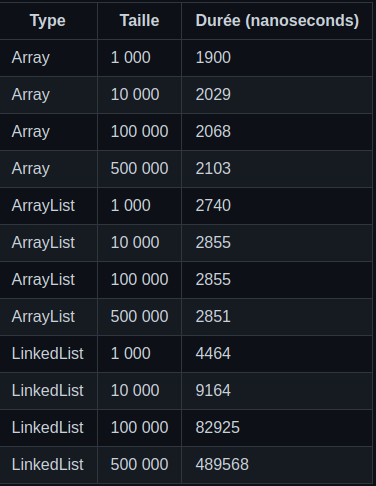 Type Taille Durée (nanoseconds)
Array 1 000 1900
Array 10 000 2029
Array 100 000 2068
Array 500 000 2103
ArrayList 1 000 2740
ArrayList 10 000 2855
ArrayList 100 000 2855
ArrayList 500 000 2851
LinkedList 1 000 4464
LinkedList 10 000 9164
LinkedList 100 000 82925
LinkedList 500 000 489568